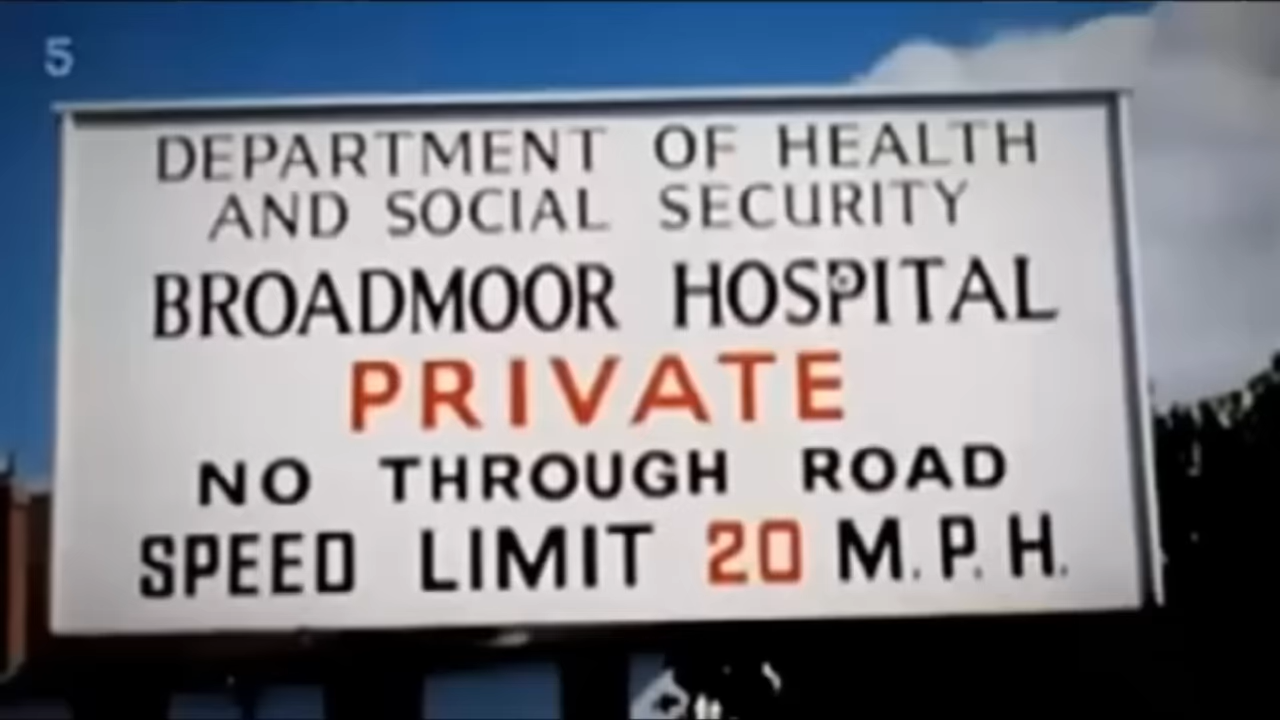 5
DEPARTMENT OF HEALTH
AND SOCIAL SECURITY
BROADMOOR HOSPITAL
PRIVATE
NO THROUGH ROAD
SPEED LIMIT 20 M.P.H.